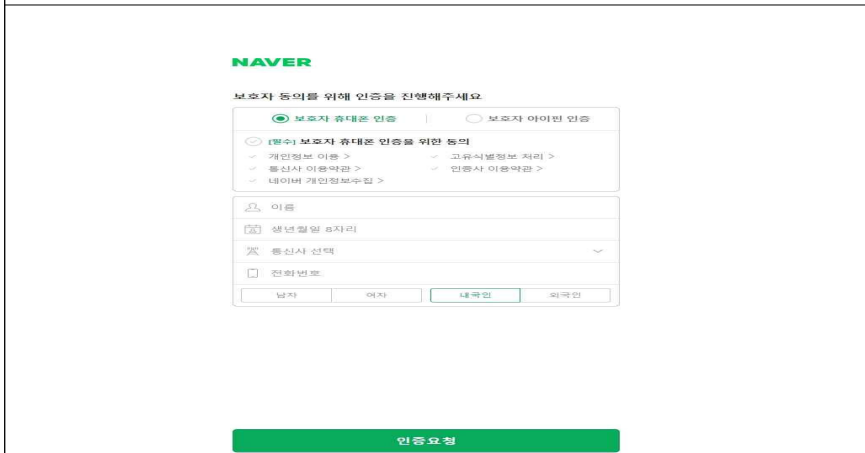 NAVER
보호자 동의를 위해 인증을 진행해주세요
보호자 휴대폰 인증 보호자 아이핀 인증
[필수] 보호자 휴대폰 인증을 위한 동의
개인정보 이용 > 고유식별정보 처리 >
통신사 이용약관 > 인증사 이용약관 >
네이버 개인정보수집 >
이름
생년월일 8자리
통신사 선택
전화번호
남자 여자 내국인 외국인
인증요청